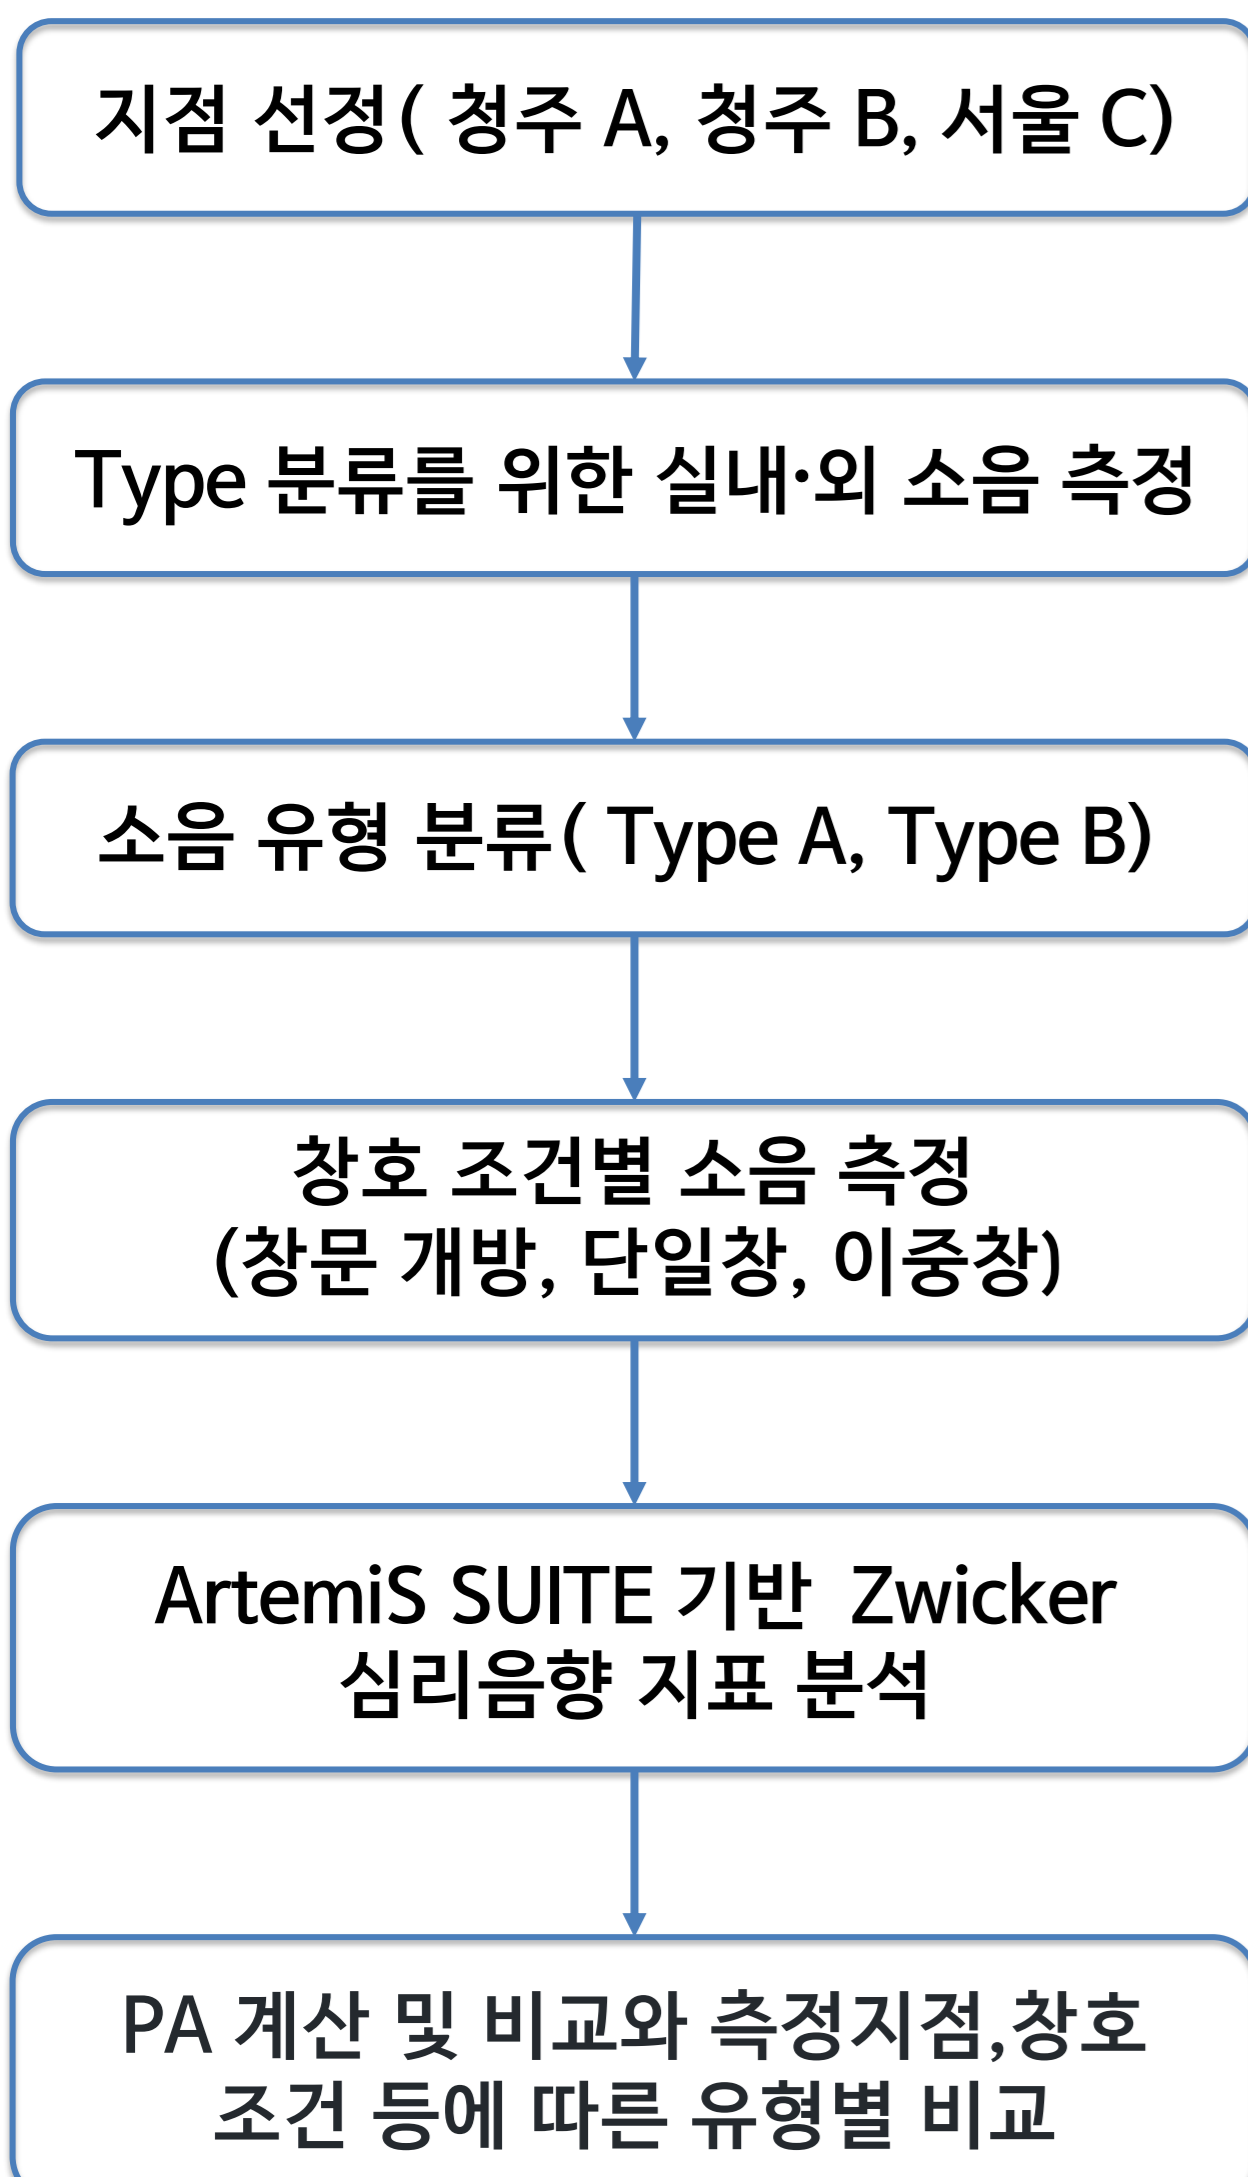 지점 선정( 청주 A, 청주 B, 서울 C)
Type 분류를 위한 실내·외 소음 측정
소음 유형 분류( Type A, Type B)
창호 조건별 소음 측정
(창문 개방, 단일창, 이중창)
ArtemiS SUITE 기반 Zwicker
심리음향 지표 분석
PA 계산 및 비교와 측정지점,창호
조건 등에 따른 유형별 비교